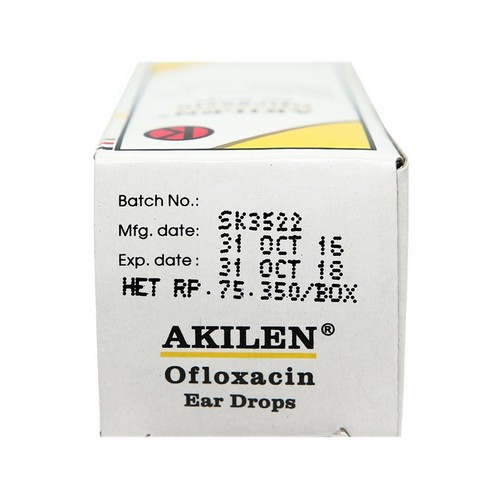 Batch No.: SK3522
Mfg. date: 31 OCT 16
Exp. date: 31 OCT 18
HET RP.75.350/BOX
AKILEN®
Ofloxacin
Ear Drops